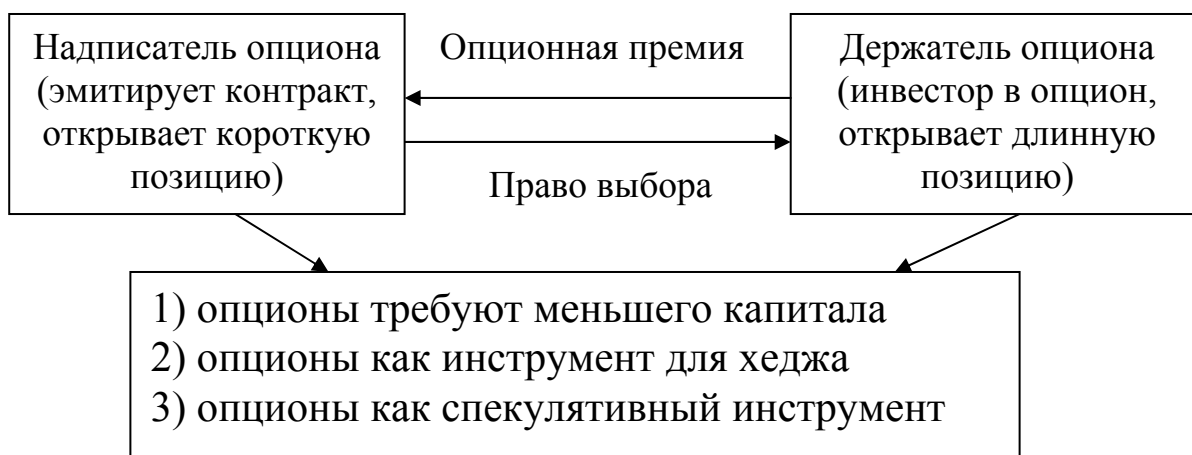 Надписатель опциона
(эмитирует контракт,
открывает короткую
позицию)
Опционная премия
Право выбора
Держатель опциона
(инвестор в опцион,
открывает длинную
позицию)
1) опционы требуют меньшего капитала
2) опционы как инструмент для хеджа
3) опционы как спекулятивный инструмент